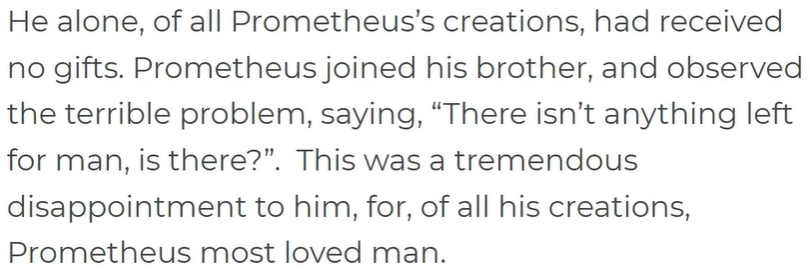 He alone, of all Prometheus’s creations, had received
no gifts. Prometheus joined his brother, and observed
the terrible problem, saying, “There isn’t anything left
for man, is there?”.  This was a tremendous
disappointment to him, for, of all his creations,
Prometheus most loved man.